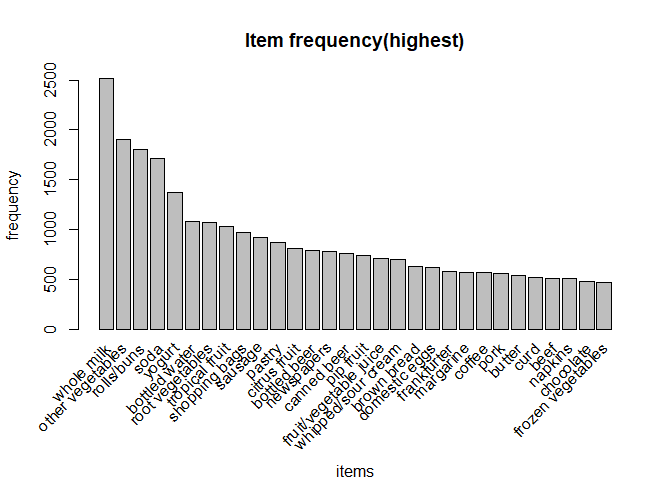 Item frequency(highest)
frequency
2500
2000
1500
1000
500
0
whole milk
other vegetables
rolls/buns
soda
yogurt
bottled water
root vegetables
tropical fruit
shopping bags
sausage
pastry
citrus fruit
bottled beer
newspapers
canned beer
pip fruit
fruit/vegetable juice
whipped/sour cream
brown bread
domestic eggs
frankfurter
margarine
coffee
pork
butter
curd
beef
napkins
chocolate
frozen vegetables
items